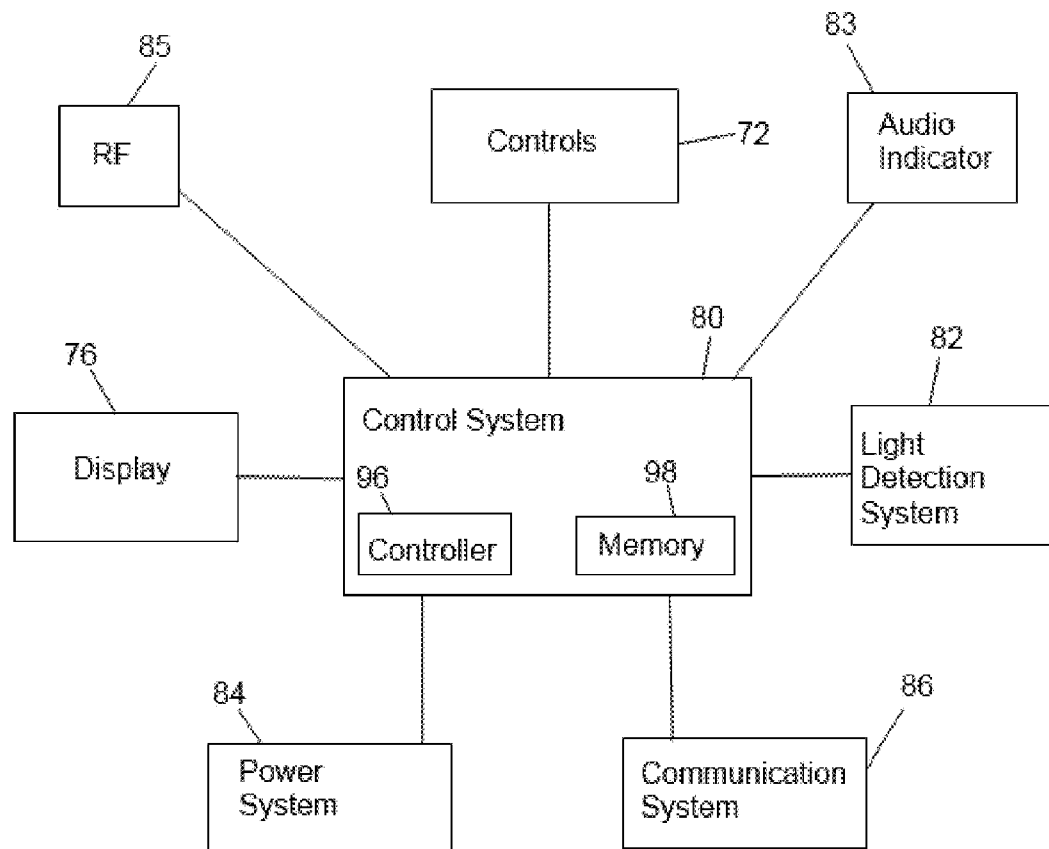 85
83
RF
Controls
72
Audio
Indicator
80
82
76
Control System
Display
Light
Detection
System
96
98
Controller
Memory
84
86
Power
System
Communication
System